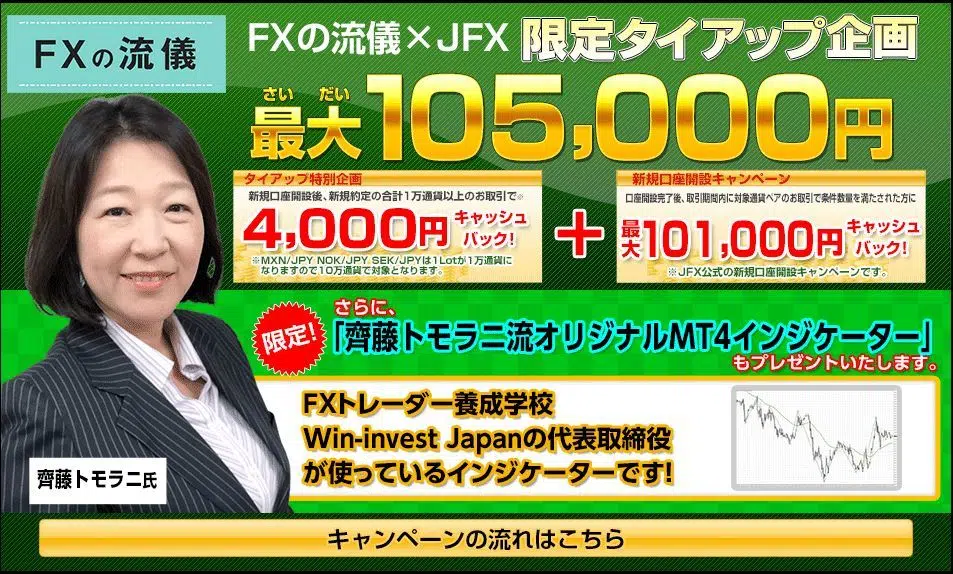 FXの流儀
FXの流儀×JFX 限定タイアップ企画
さい だい
最大105,000円
タイアップ特別企画
新規口座開設後、新規約定の合計1万通貨以上のお取引で※
4,000円 キャッシュバック!
※MXN/JPY NOK/JPY SEK/JPYは1Lotが1万通貨に
なりますので10万通貨で対象となります。
+
新規口座開設キャンペーン
口座開設完了後、取引期間内に対象通貨ペアのお取引で条件数量を満たされた方に
最大101,000円 キャッシュバック!
※JFX公式の新規口座開設キャンペーンです。
限定!
さらに、
「齊藤トモラニ流オリジナルMT4インジケーター」
もプレゼントいたします。
FXトレーダー養成学校
Win-invest Japanの代表取締役
が使っているインジケーターです!
齊藤トモラニ氏
キャンペーンの流れはこちら